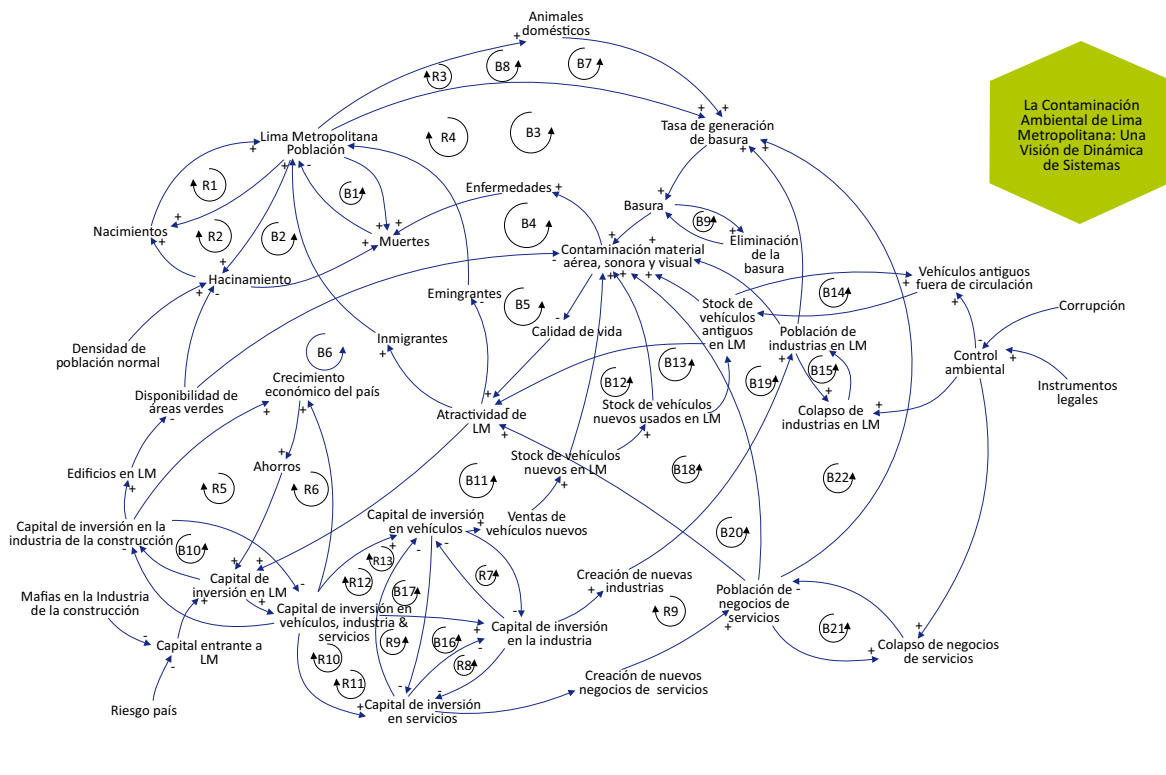 Animales
domésticos
R3
B8
B7
La Contaminación
Ambiental de Lima
Metropolitana: Una
Visión de Dinámica
de Sistemas
Lima Metropolitana
Población
R4
B3
Tasa de generación
de basura
R1
B1
Enfermedades
Basura
B9
Nacimientos
R2
B2
Muertes
B4
Eliminación
de la
basura
Contaminación material
aérea, sonora y visual
Hacinamiento
Emingrantes
B5
Vehículos antiguos
fuera de circulación
B14
Corrupción
Stock de
vehículos
antiguos
en LM
Calidad de vida
Inmigrantes
Población de
industrias en LM
Densidad de
población normal
B6
B13
B15
Control
ambiental
Crecimiento
económico del país
B12
B19
Instrumentos
legales
Disponibilidad de
áreas verdes
Atractividad de
LM
Stock de vehículos
nuevos usados en LM
Colapso de
industrias en LM
Edificios en LM
Ahorros
Stock de vehículos
nuevos en LM
B18
B22
R5
R6
B11
Capital de inversión en la
industria de la construcción
Capital de inversión
en vehículos
Ventas de
vehículos nuevos
B20
B10
R13
R12
R7
B17
Capital de
inversión en LM
Creación de nuevas
industrias
Mafias en la Industria
de la construcción
Capital de inversión en
vehículos, industria &
servicios
R9
Población de
negocios de
servicios
Capital entrante a
LM
R9
B16
Capital de inversión
en la industria
B21
Colapso de negocios
de servicios
R10
R8
R11
Creación de nuevos
negocios de servicios
Riesgo país
Capital de inversión
en servicios